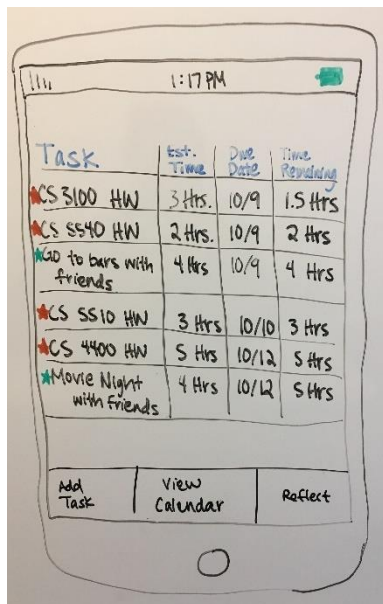 1:17 PM
Task Est. Time Due Date Time Remaining
CS 3100 HW 3 Hrs. 10/9 1.5 Hrs
CS 5540 HW 2 Hrs. 10/9 2 Hrs
Go to bars with friends 4 Hrs 10/9 4 Hrs
CS 5510 HW 3 Hrs 10/10 3 Hrs
CS 4400 HW 5 Hrs 10/12 5 Hrs
Movie Night with friends 4 Hrs 10/12 5 Hrs
Add Task
View Calendar
Reflect